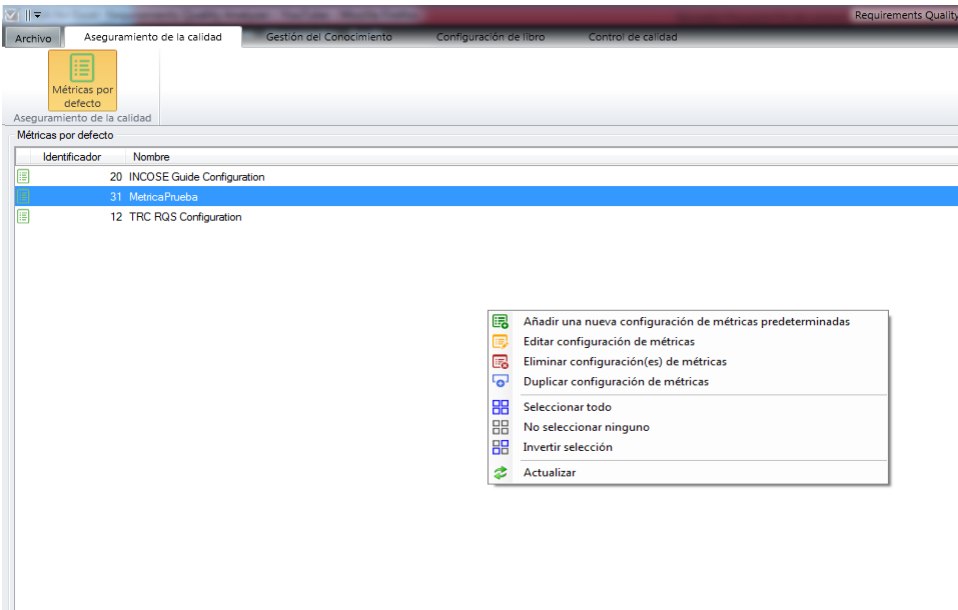 Requirements Quality
Archivo Aseguramiento de la calidad Gestión del Conocimiento Configuración de libro Control de calidad
Métricas por
defecto
Aseguramiento de la calidad
Métricas por defecto
Identificador Nombre
20 INCOSE Guide Configuration
31 MetricaPrueba
12 TRC RQS Configuration
Añadir una nueva configuración de métricas predeterminadas
Editar configuración de métricas
Eliminar configuración(es) de métricas
Duplicar configuración de métricas
Seleccionar todo
No seleccionar ninguno
Invertir selección
Actualizar